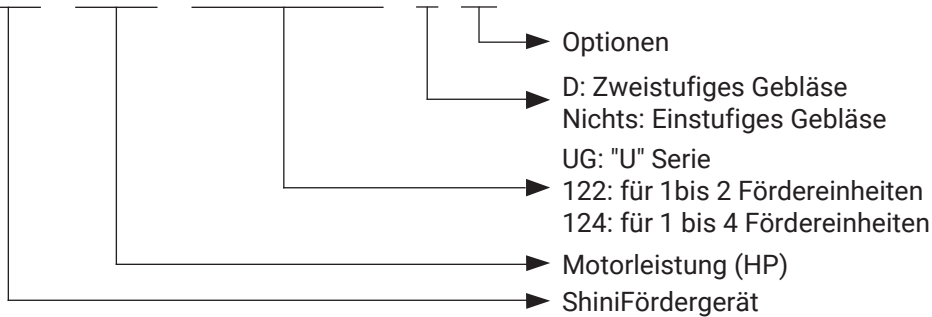 Optionen
D: Zweistufiges Gebläse
Nichts: Einstufiges Gebläse
UG: "U" Serie
122: für 1bis 2 Fördereinheiten
124: für 1 bis 4 Fördereinheiten
Motorleistung (HP)
ShiniFördergerät